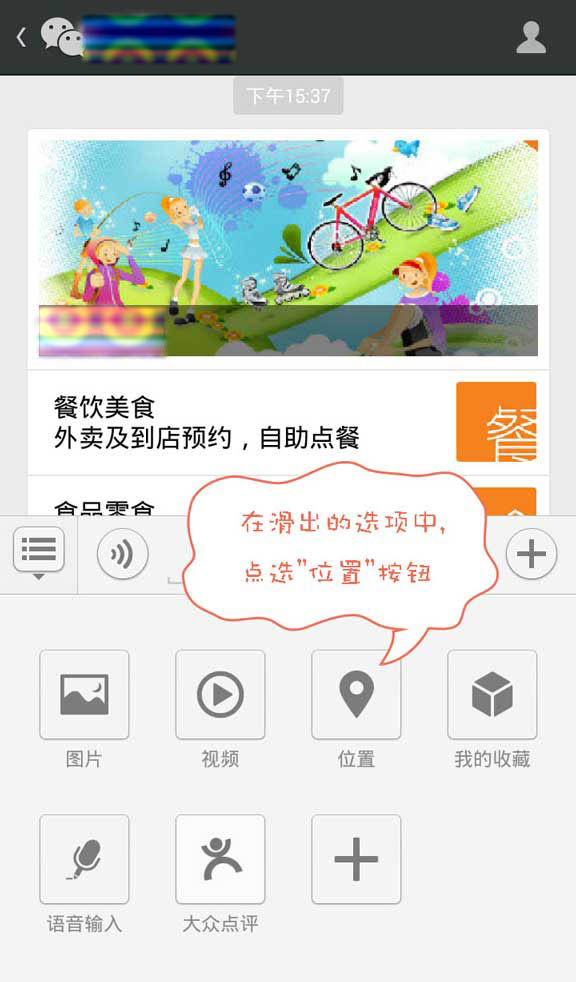 下午15:37
餐饮美食
外卖及到店预约，自助点餐
餐
食品零食
在滑出的选项中，
点选"位置"按钮
图片
视频
位置
我的收藏
语音输入
大众点评